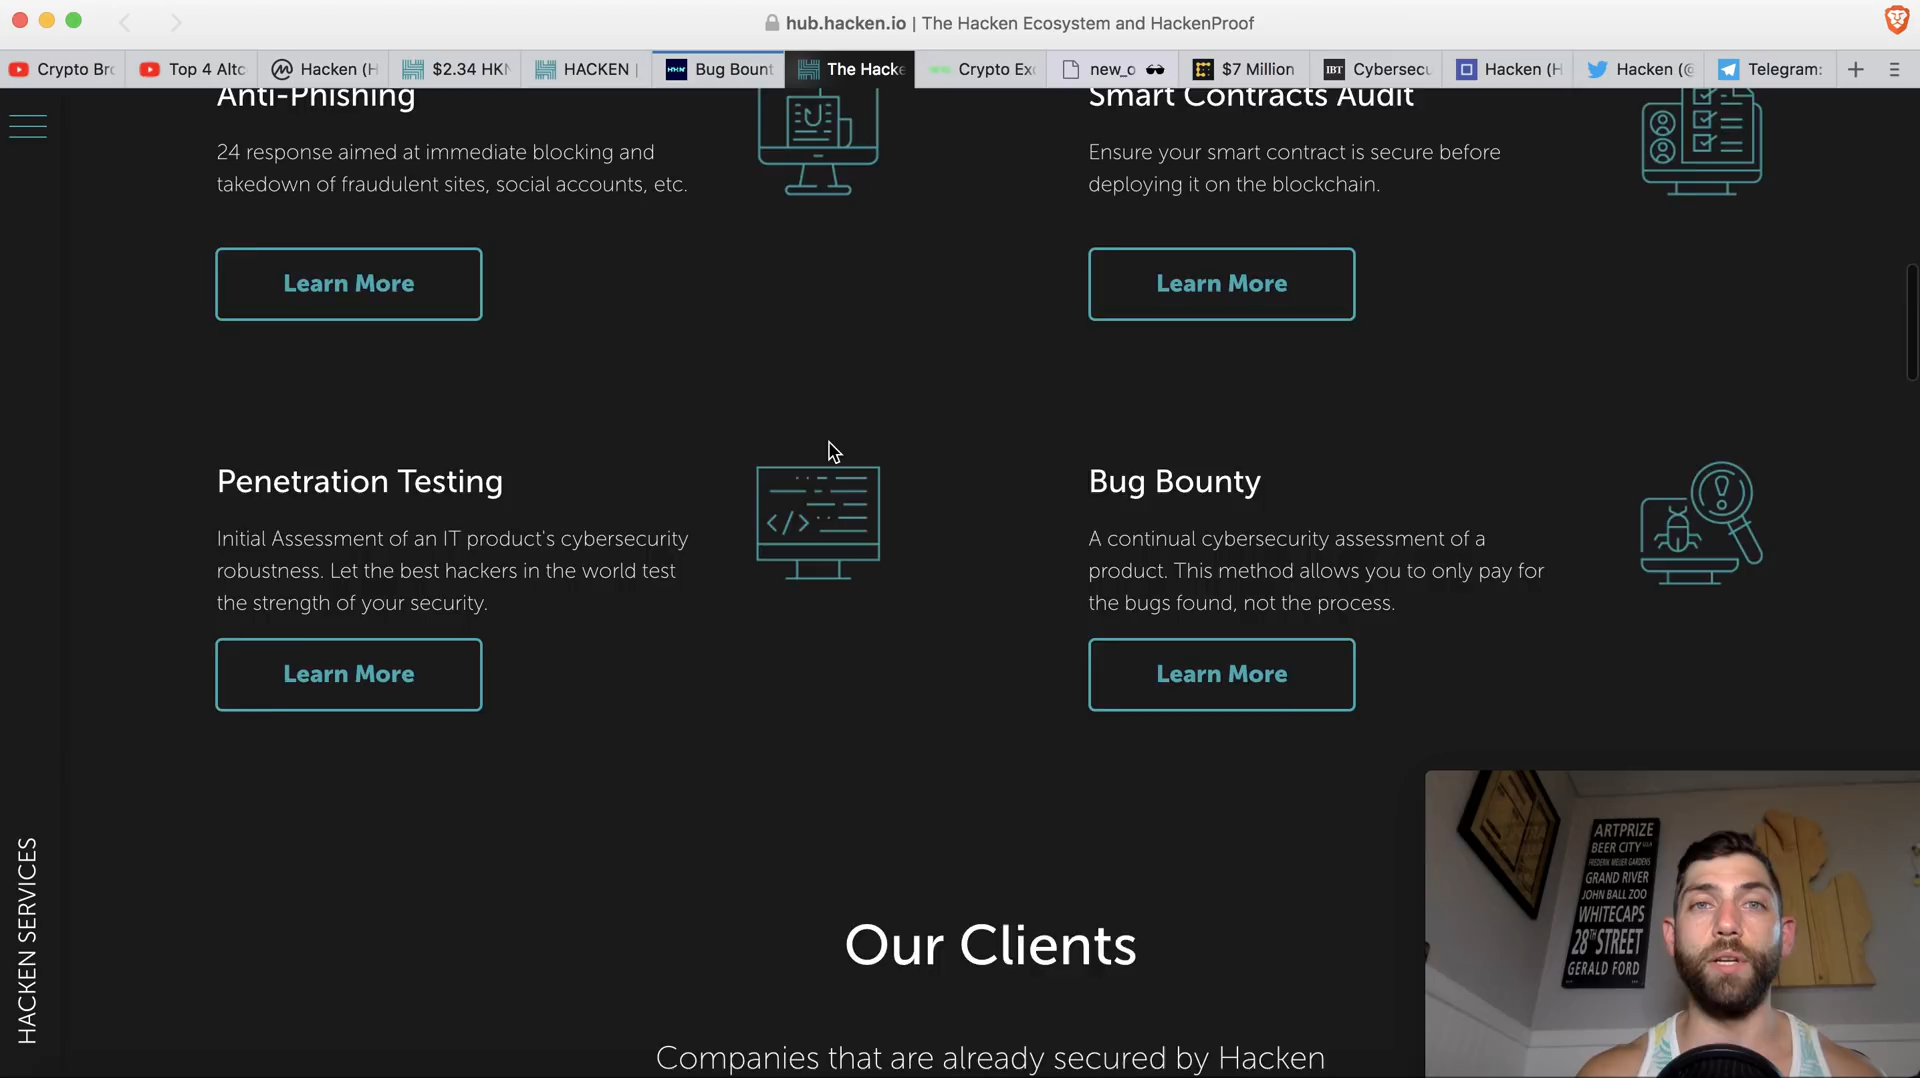 hub.hacken.io | The Hacken Ecosystem and HackenProof
Crypto Br
Top 4 Altc
Hacken (H
$2.34 HKN
HACKEN |
Bug Bount
The Hacke
Crypto Exc
new_o
$7 Million
IBT
Cybersecu
Hacken (H
Hacken (@
Telegram:
Anti-Phishing
24 response aimed at immediate blocking and
takedown of fraudulent sites, social accounts, etc.
Learn More
Smart Contracts Audit
Ensure your smart contract is secure before
deploying it on the blockchain.
Learn More
Penetration Testing
Initial Assessment of an IT product's cybersecurity
robustness. Let the best hackers in the world test
the strength of your security.
Learn More
Bug Bounty
A continual cybersecurity assessment of a
product. This method allows you to only pay for
the bugs found, not the process.
Learn More
HACKEN SERVICES
Our Clients
Companies that are already secured by Hacken
ARTPRIZE
BEER CITY
FREDERIK MEIJER GARDENS
GRAND RIVER
JOHN BALL ZOO
WHITECAPS
28TH STREET
GERALD FORD